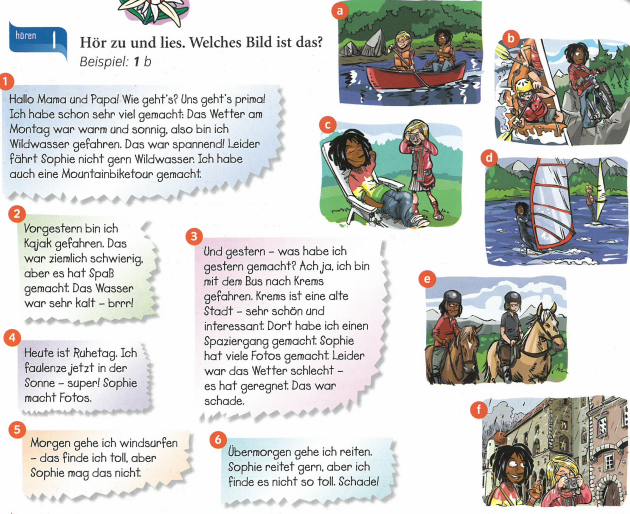 hören 1
Hör zu und lies. Welches Bild ist das?
Beispiel: 1 b
1
Hallo Mama und Papa! Wie geht's? Uns geht's prima!
Ich habe schon sehr viel gemacht: Das Wetter am
Montag war warm und sonnig, also bin ich
Wildwasser gefahren. Das war spannend! Leider
fährt Sophie nicht gern Wildwasser. Ich habe
auch eine Mountainbiketour gemacht.
2
Vorgestern bin ich
Kajak gefahren. Das
war ziemlich schwierig,
aber es hat Spaß
gemacht. Das Wasser
war sehr kalt – brrr!
3
Und gestern – was habe ich
gestern gemacht? Ach ja, ich bin
mit dem Bus nach Krems
gefahren. Krems ist eine alte
Stadt – sehr schön und
interessant. Dort habe ich einen
Spaziergang gemacht. Sophie
hat viele Fotos gemacht. Leider
war das Wetter schlecht –
es hat geregnet. Das war
schade.
4
Heute ist Ruhetag. Ich
faulenze jetzt in der
Sonne – super! Sophie
macht Fotos.
5
Morgen gehe ich windsurfen
– das finde ich toll, aber
Sophie mag das nicht.
6
Übermorgen gehe ich reiten.
Sophie reitet gern, aber ich
finde es nicht so toll. Schade!
a
b
c
d
e
f